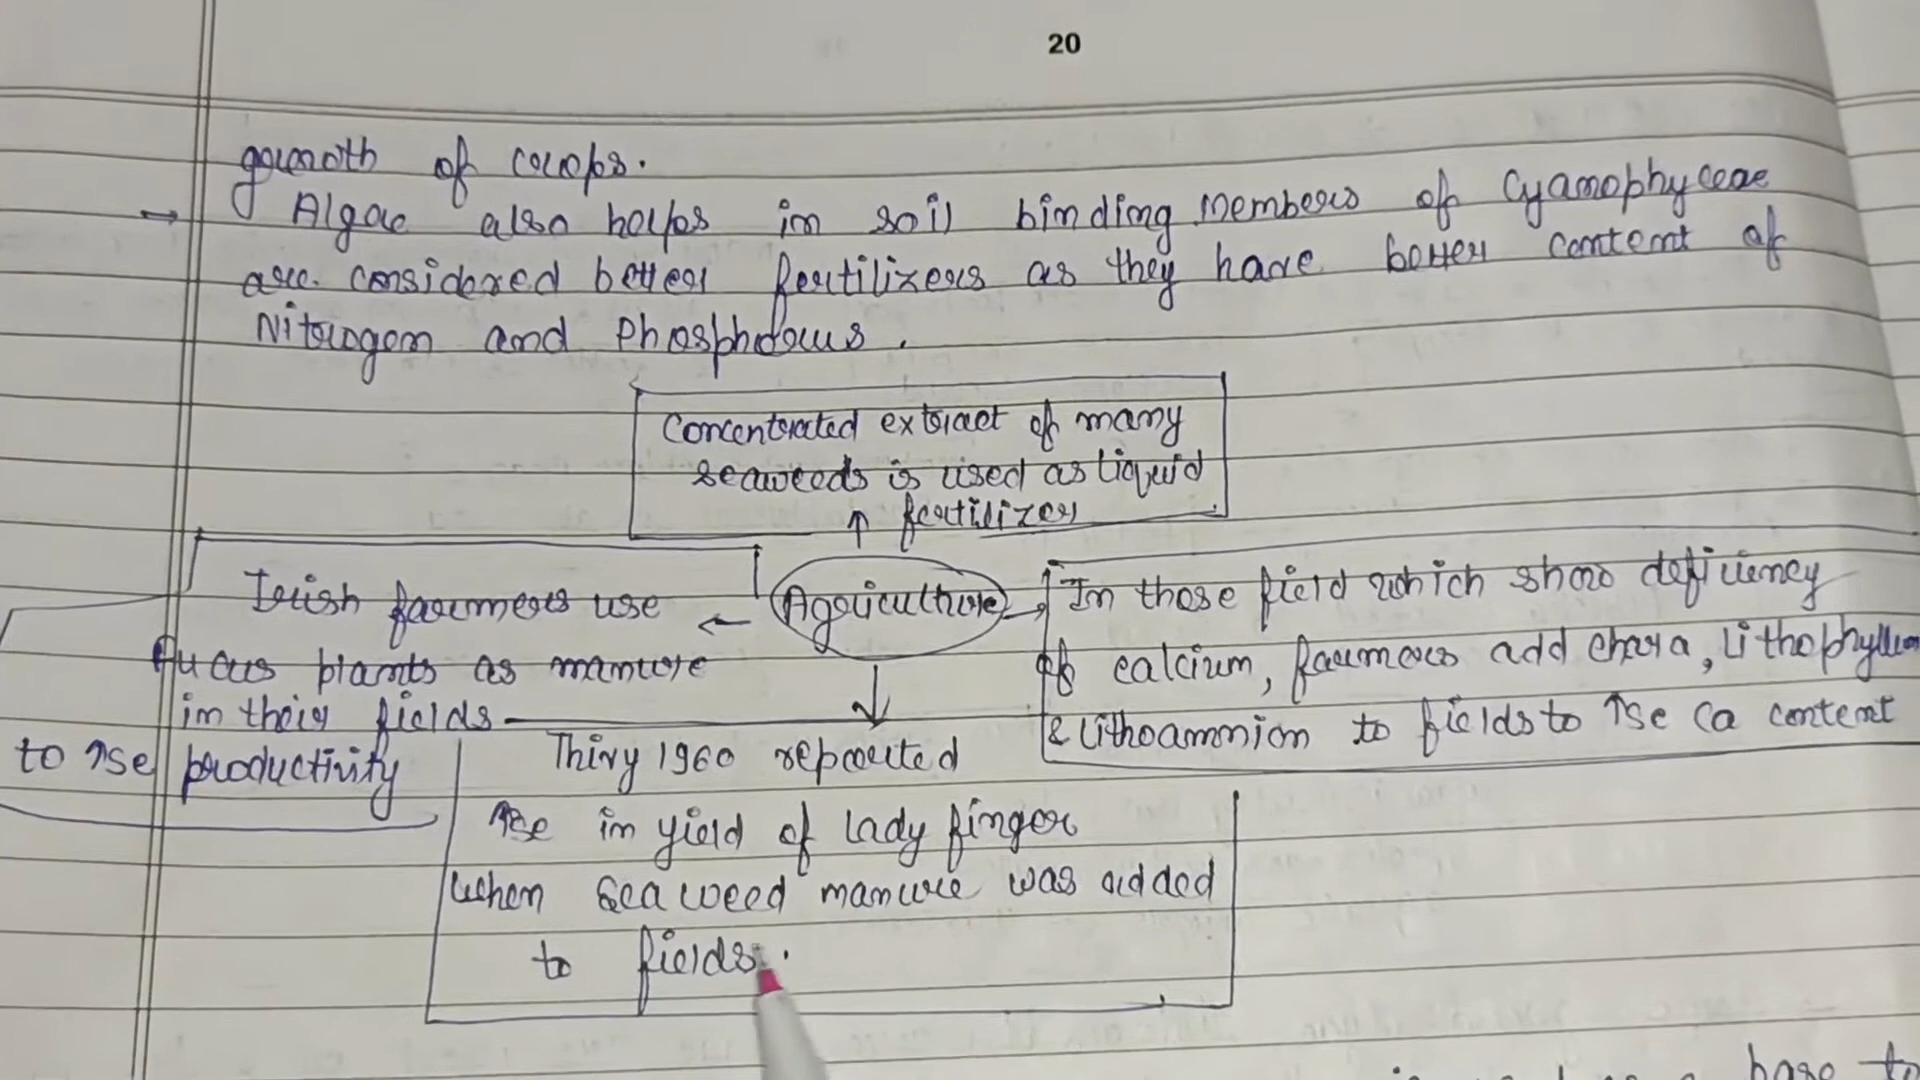 20
growth of crops.
→ Algae also helps in soil binding members of Cyanophyceae
are considered better fertilizers as they have better content of
Nitrogen and Phosphorus.
Concentrated extract of many
seaweeds is used as liquid
fertilizer
↑
Irish farmers use
fucus plants as manure
in their fields
to ↑se productivity
← Agriculture →
In those field which show deficiency
of calcium, farmers add chara, lithophyllum
& lithoamnion to fields to ↑se Ca content
↓
Thivy 1960 reported
↑se in yield of lady finger
when seaweed manure was added
to fields.
base to